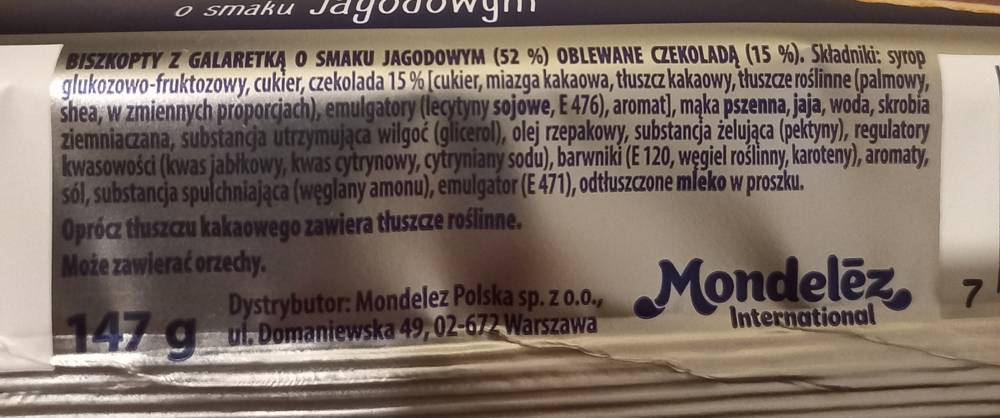 o smaku Jagodowym
BISZKOPTY Z GALARETKĄ O SMAKU JAGODOWYM (52 %) OBLEWANE CZEKOLADĄ (15 %). Składniki: syrop
glukozowo-fruktozowy, cukier, czekolada 15 % [cukier, miazga kakaowa, tłuszcz kakaowy, tłuszcze roślinne (palmowy,
shea, w zmiennych proporcjach), emulgatory (lecytyny sojowe, E 476), aromat], mąka pszenna, jaja, woda, skrobia
ziemniaczana, substancja utrzymująca wilgoć (glicerol), olej rzepakowy, substancja żelująca (pektyny), regulatory
kwasowości (kwas jabłkowy, kwas cytrynowy, cytryniany sodu), barwniki (E 120, węgiel roślinny, karoteny), aromaty,
sól, substancja spulchniająca (węglany amonu), emulgator (E 471), odtłuszczone mleko w proszku.
Oprócz tłuszczu kakaowego zawiera tłuszcze roślinne.
Może zawierać orzechy.
147 g
Dystrybutor: Mondelez Polska sp. z o.o.,
ul. Domaniewska 49, 02-672 Warszawa
Mondelēz
International
7